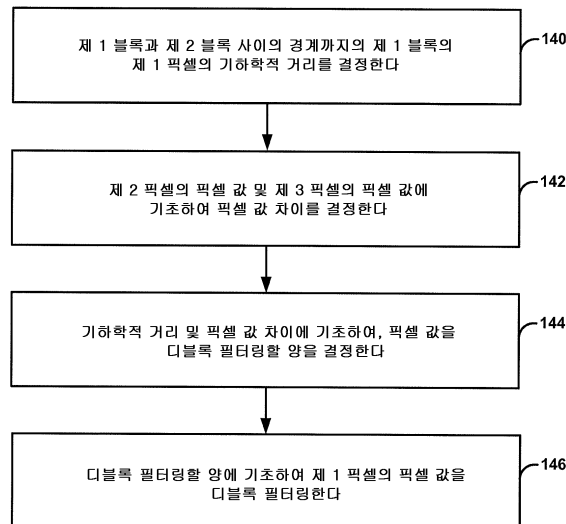 제 1 블록과 제 2 블록 사이의 경계까지의 제 1 블록의
제 1 픽셀의 기하학적 거리를 결정한다
140
제 2 픽셀의 픽셀 값 및 제 3 픽셀의 픽셀 값에
기초하여 픽셀 값 차이를 결정한다
142
기하학적 거리 및 픽셀 값 차이에 기초하여, 픽셀 값을
디블록 필터링할 양을 결정한다
144
디블록 필터링할 양에 기초하여 제 1 픽셀의 픽셀 값을
디블록 필터링한다
146